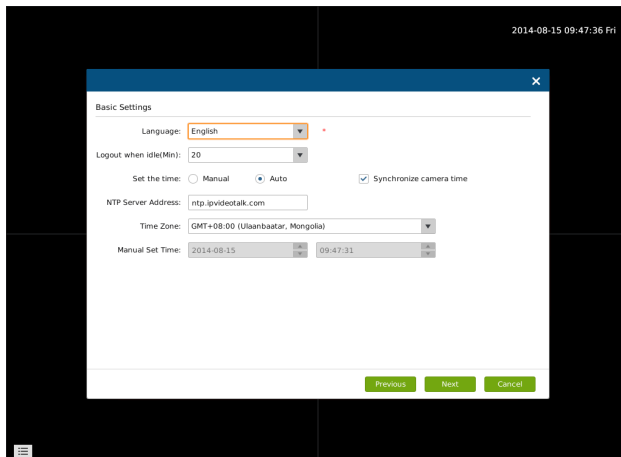 2014-08-15 09:47:36 Fri
Basic Settings
Language: English *
Logout when idle(Min): 20
Set the time: Manual Auto Synchronize camera time
NTP Server Address: ntp.ipvideotalk.com
Time Zone: GMT+08:00 (Ulaanbaatar, Mongolia)
Manual Set Time: 2014-08-15 09:47:31
Previous Next Cancel